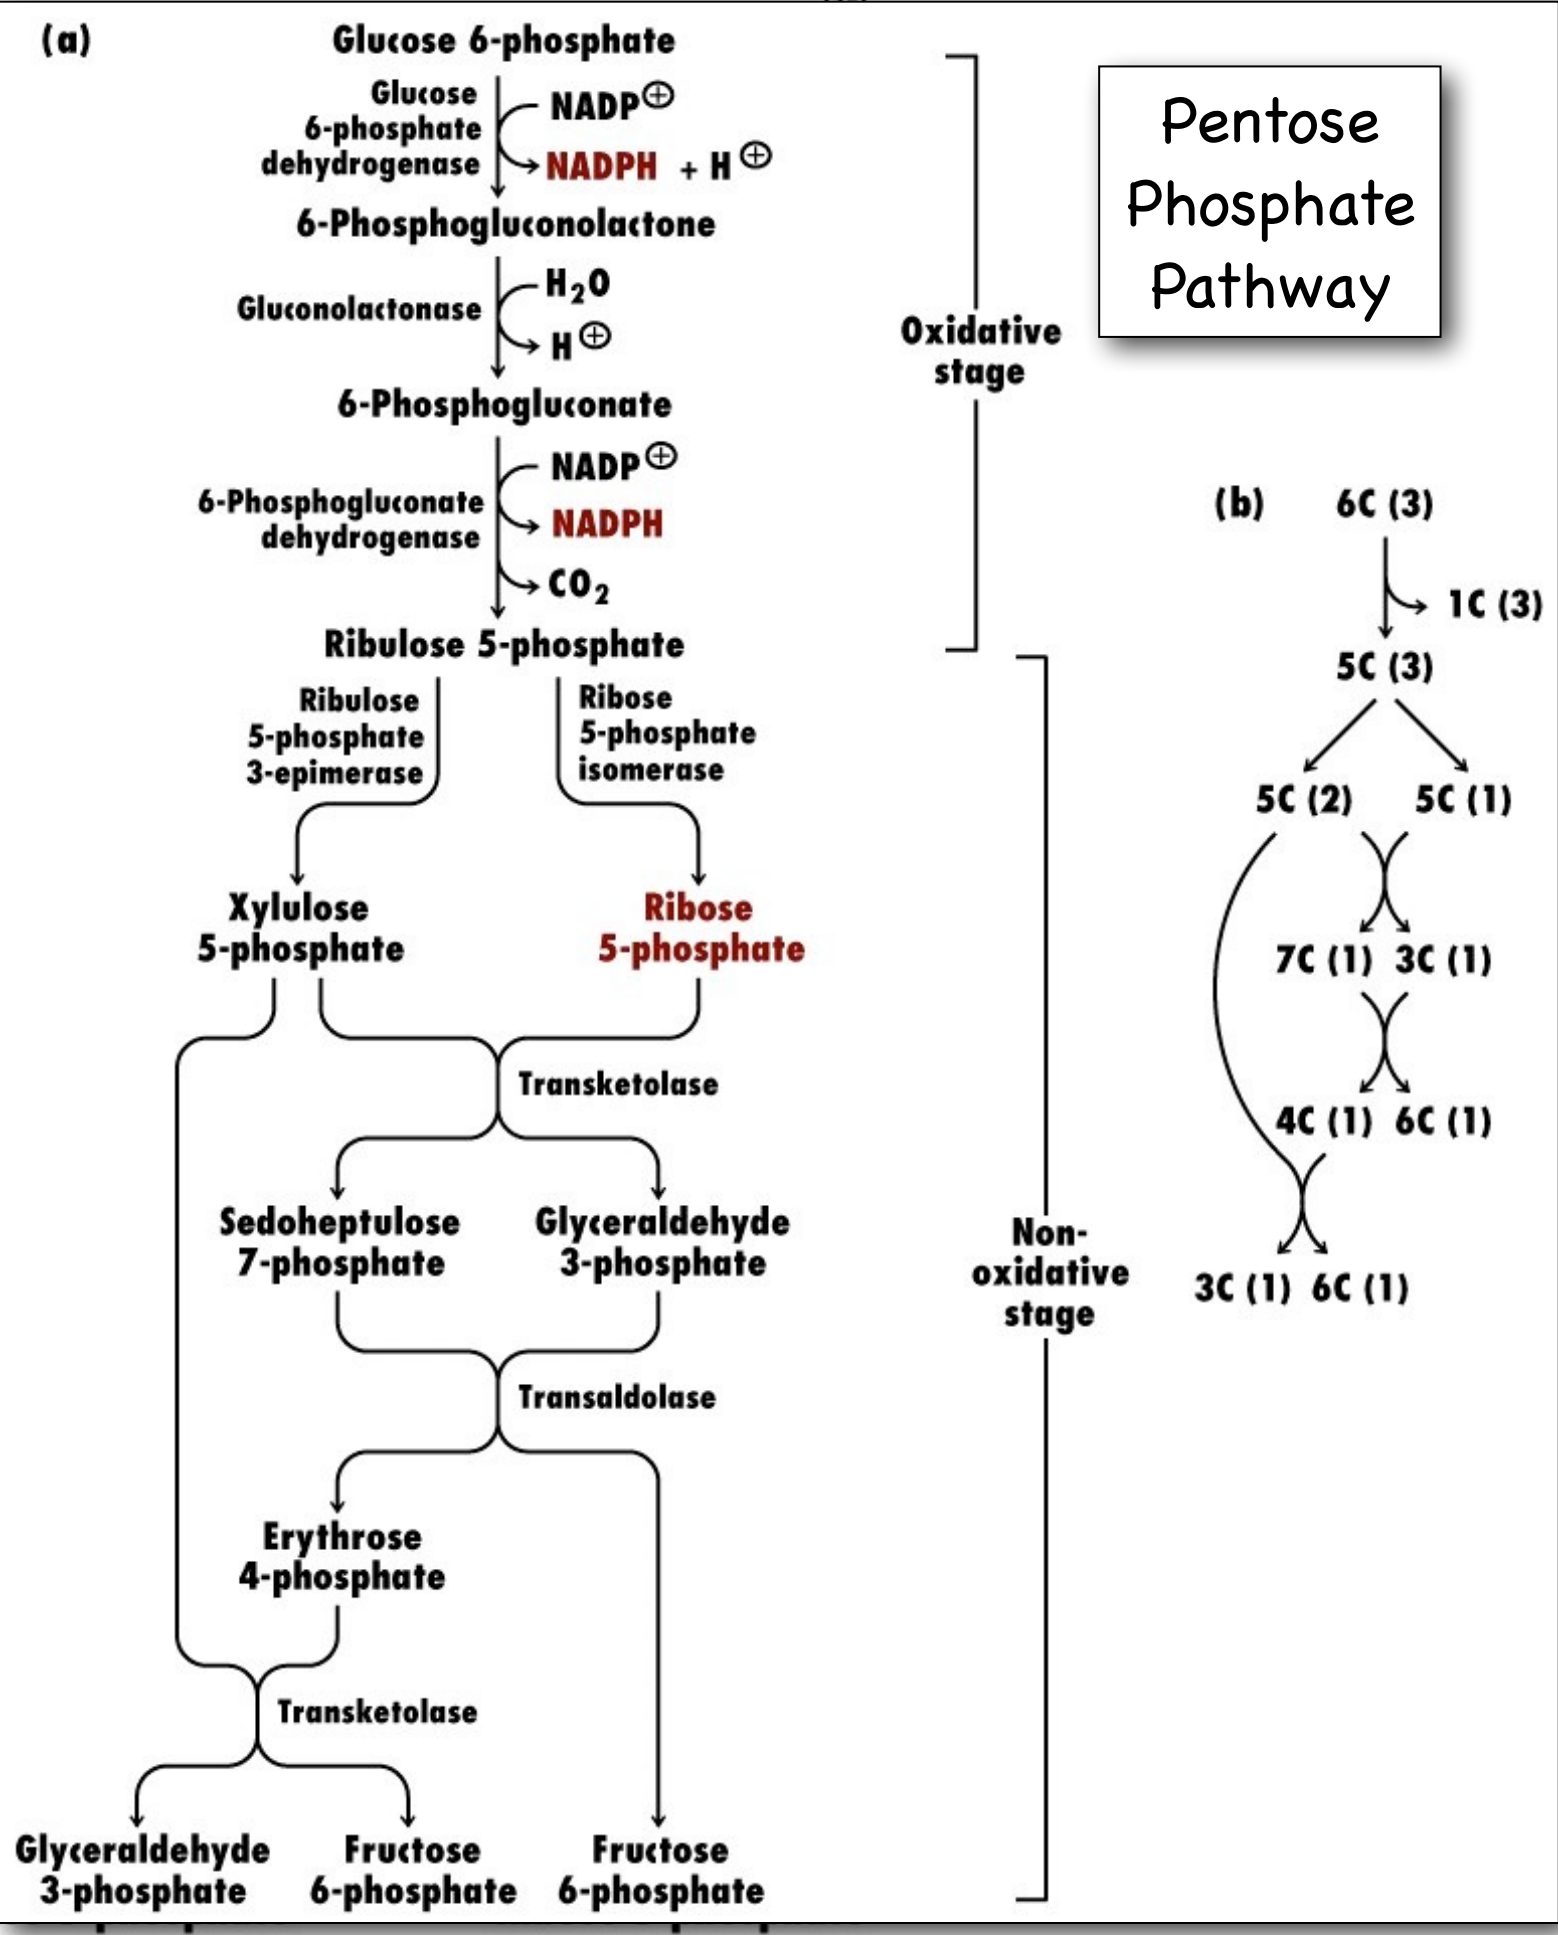 (a)
Glucose 6-phosphate
Glucose
6-phosphate
dehydrogenase
NADP⊕
NADPH + H⊕
6-Phosphogluconolactone
Gluconolactonase
H₂O
H⊕
6-Phosphogluconate
6-Phosphogluconate
dehydrogenase
NADP⊕
NADPH
CO₂
Ribulose 5-phosphate
Ribulose
5-phosphate
3-epimerase
Ribose
5-phosphate
isomerase
Xylulose
5-phosphate
Ribose
5-phosphate
Transketolase
Sedoheptulose
7-phosphate
Glyceraldehyde
3-phosphate
Transaldolase
Erythrose
4-phosphate
Transketolase
Glyceraldehyde
3-phosphate
Fructose
6-phosphate
Fructose
6-phosphate
Oxidative
stage
Non-
oxidative
stage
Pentose
Phosphate
Pathway
(b)
6C (3)
1C (3)
5C (3)
5C (2) 5C (1)
7C (1) 3C (1)
4C (1) 6C (1)
3C (1) 6C (1)